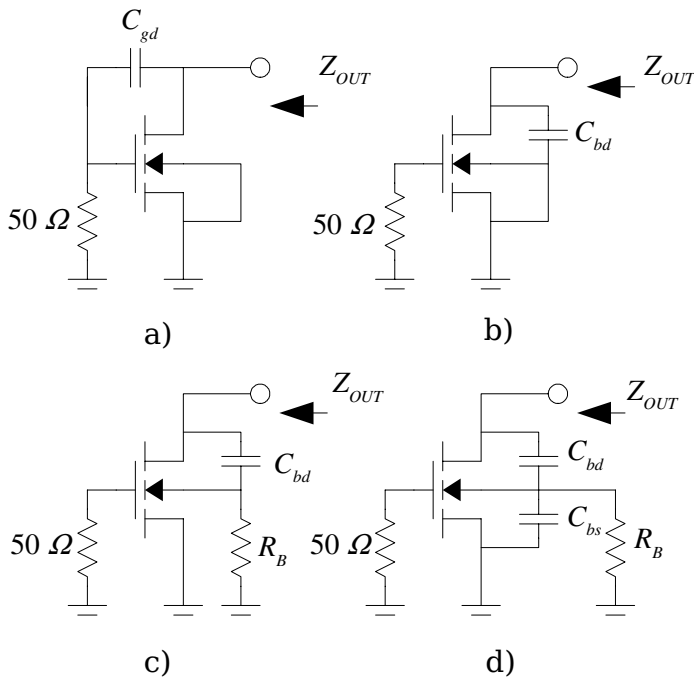 C_gd
Z_OUT
50 Ω
a)
Z_OUT
C_bd
50 Ω
b)
Z_OUT
C_bd
50 Ω
R_B
c)
Z_OUT
C_bd
C_bs
50 Ω
R_B
d)